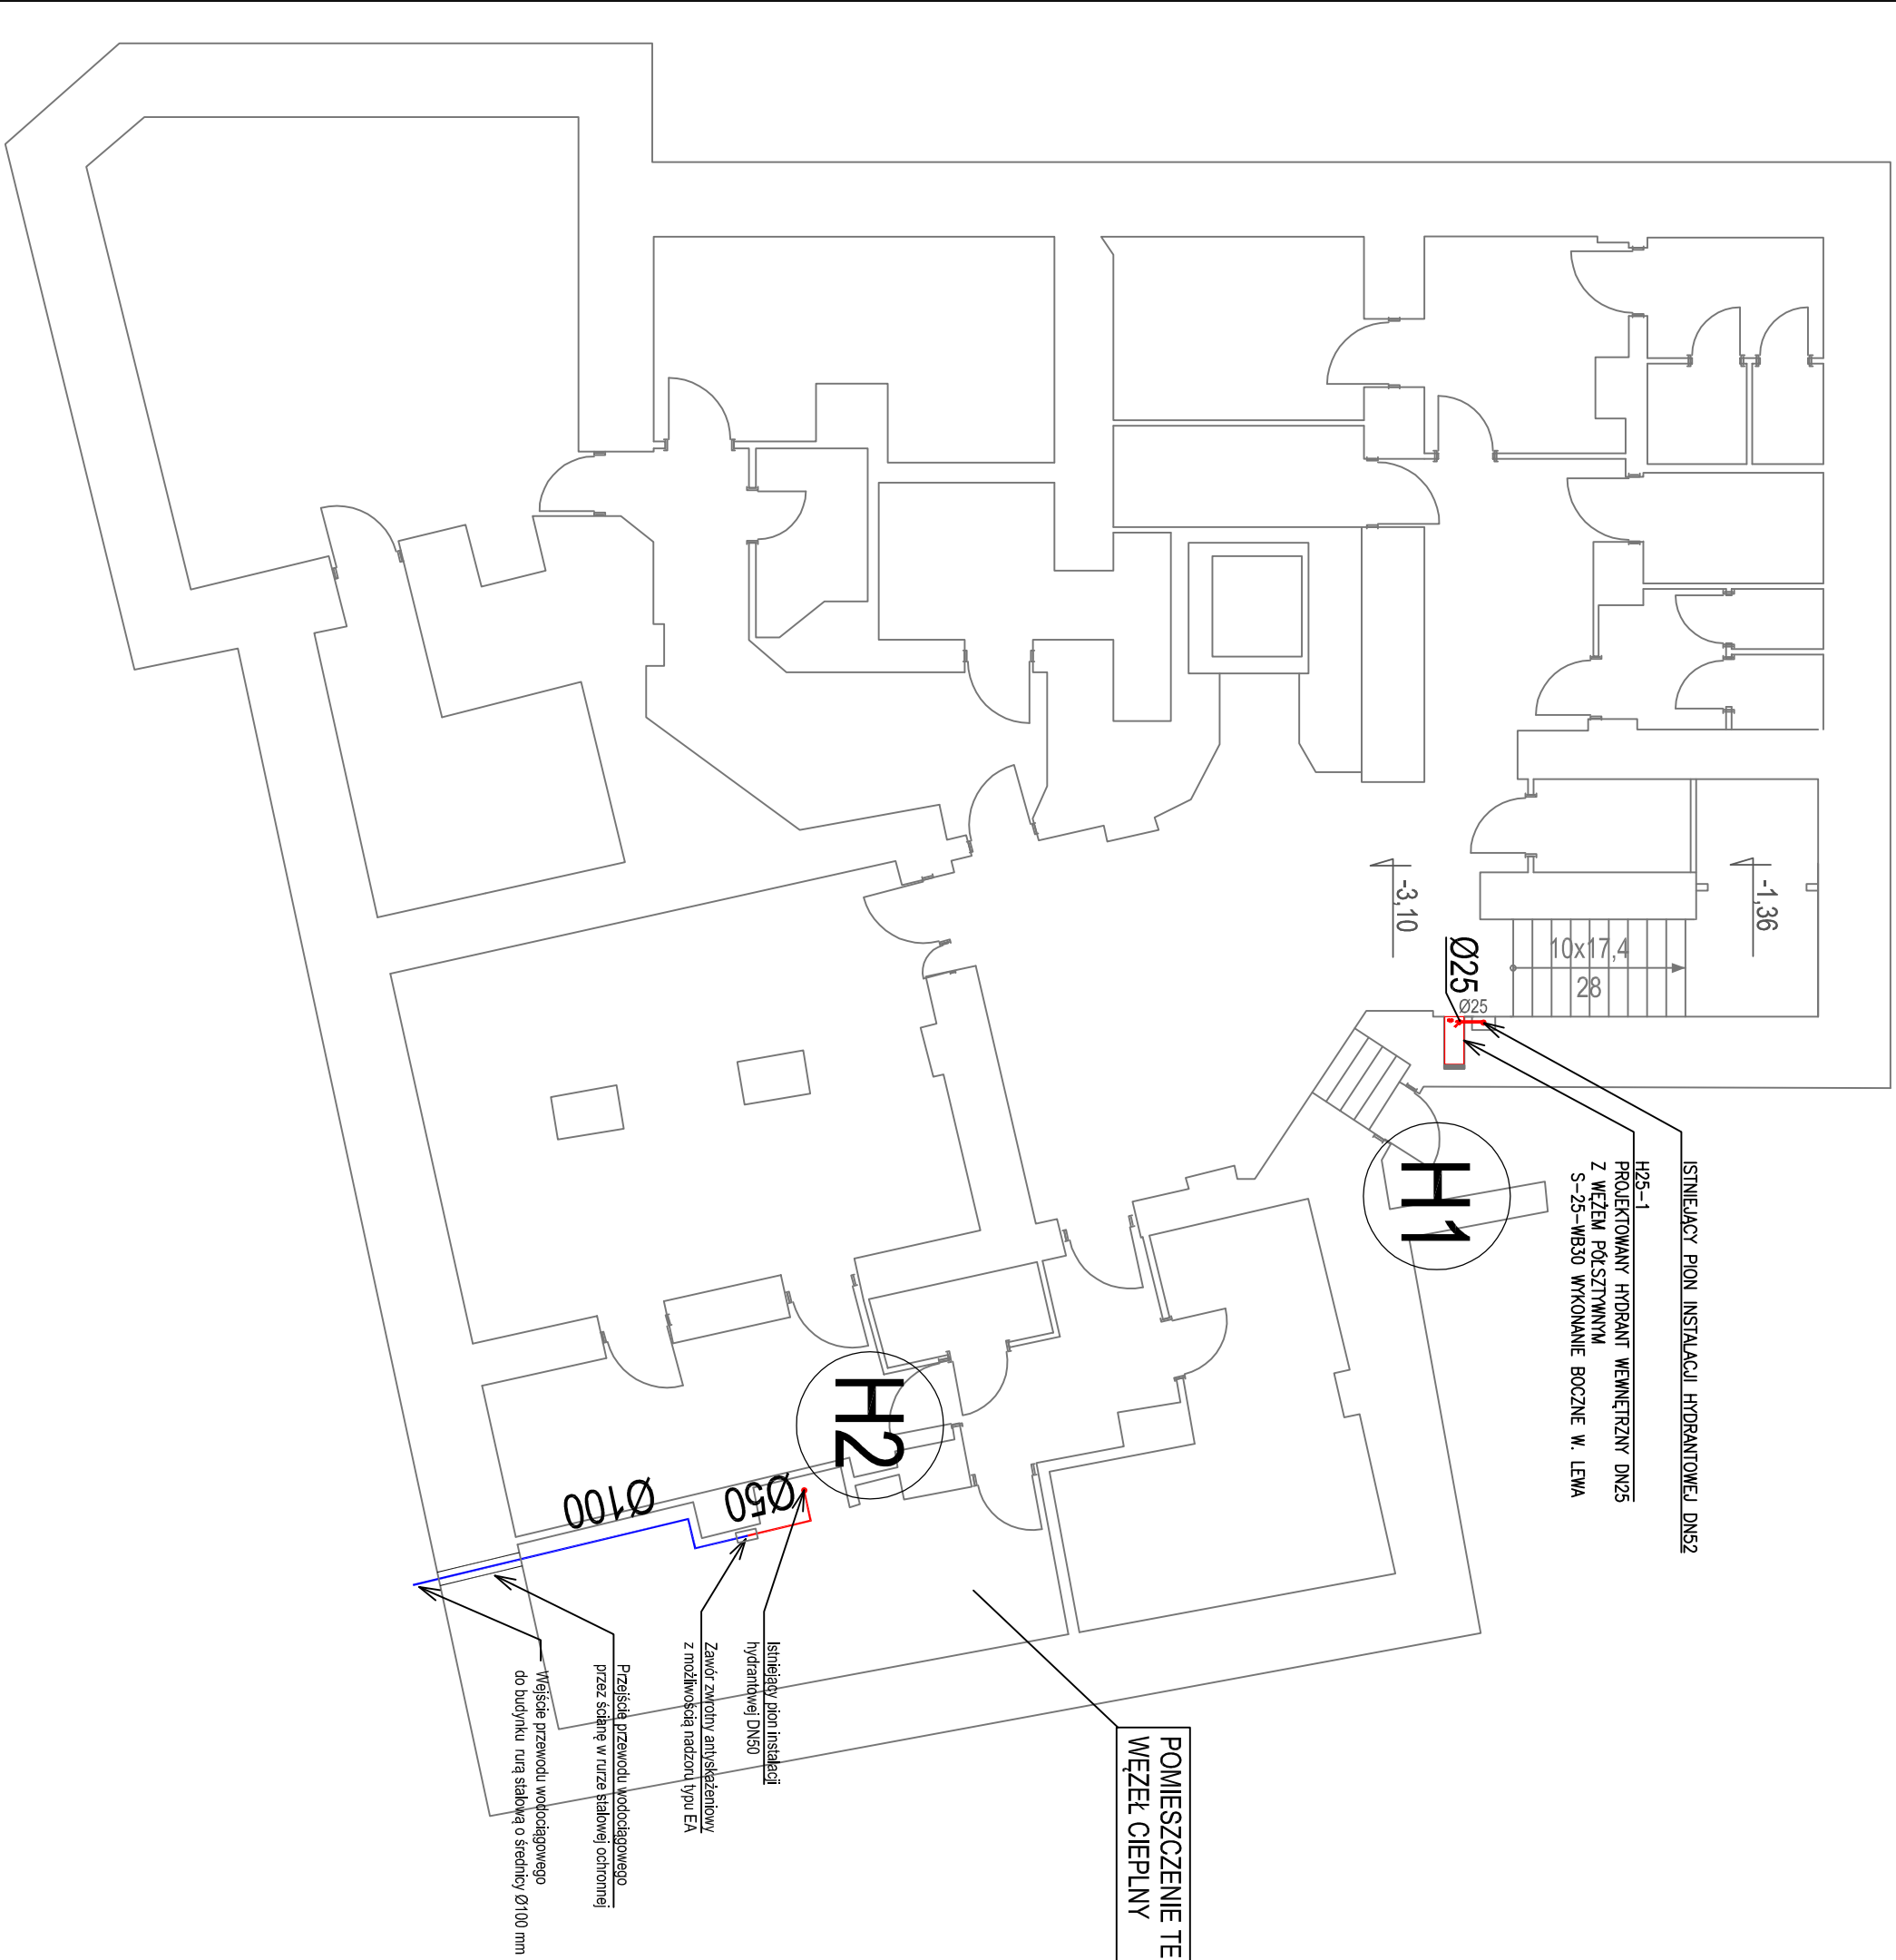 -1,36
-3,10
10x17,4
28
Ø25
Ø25
ISTNIEJĄCY PION INSTALACJI HYDRANTOWEJ DN52
H25-1
PROJEKTOWANY HYDRANT WEWNĘTRZNY DN25
Z WĘŻEM PÓŁSZTYWNYM
S-25-WB30 WYKONANIE BOCZNE W. LEWA
H1
H2
Ø50
Ø100
Istniejący pion instalacji
hydrantowej DN50
Zawór zwrotny antyskażeniowy
z możliwością nadzoru typu EA
Przejście przewodu wodociągowego
przez ścianę w rurze stalowej ochronnej
Wejście przewodu wodociągowego
do budynku rurą stalową o średnicy Ø100 mm
POMIESZCZENIE TE
WĘZEŁ CIEPLNY